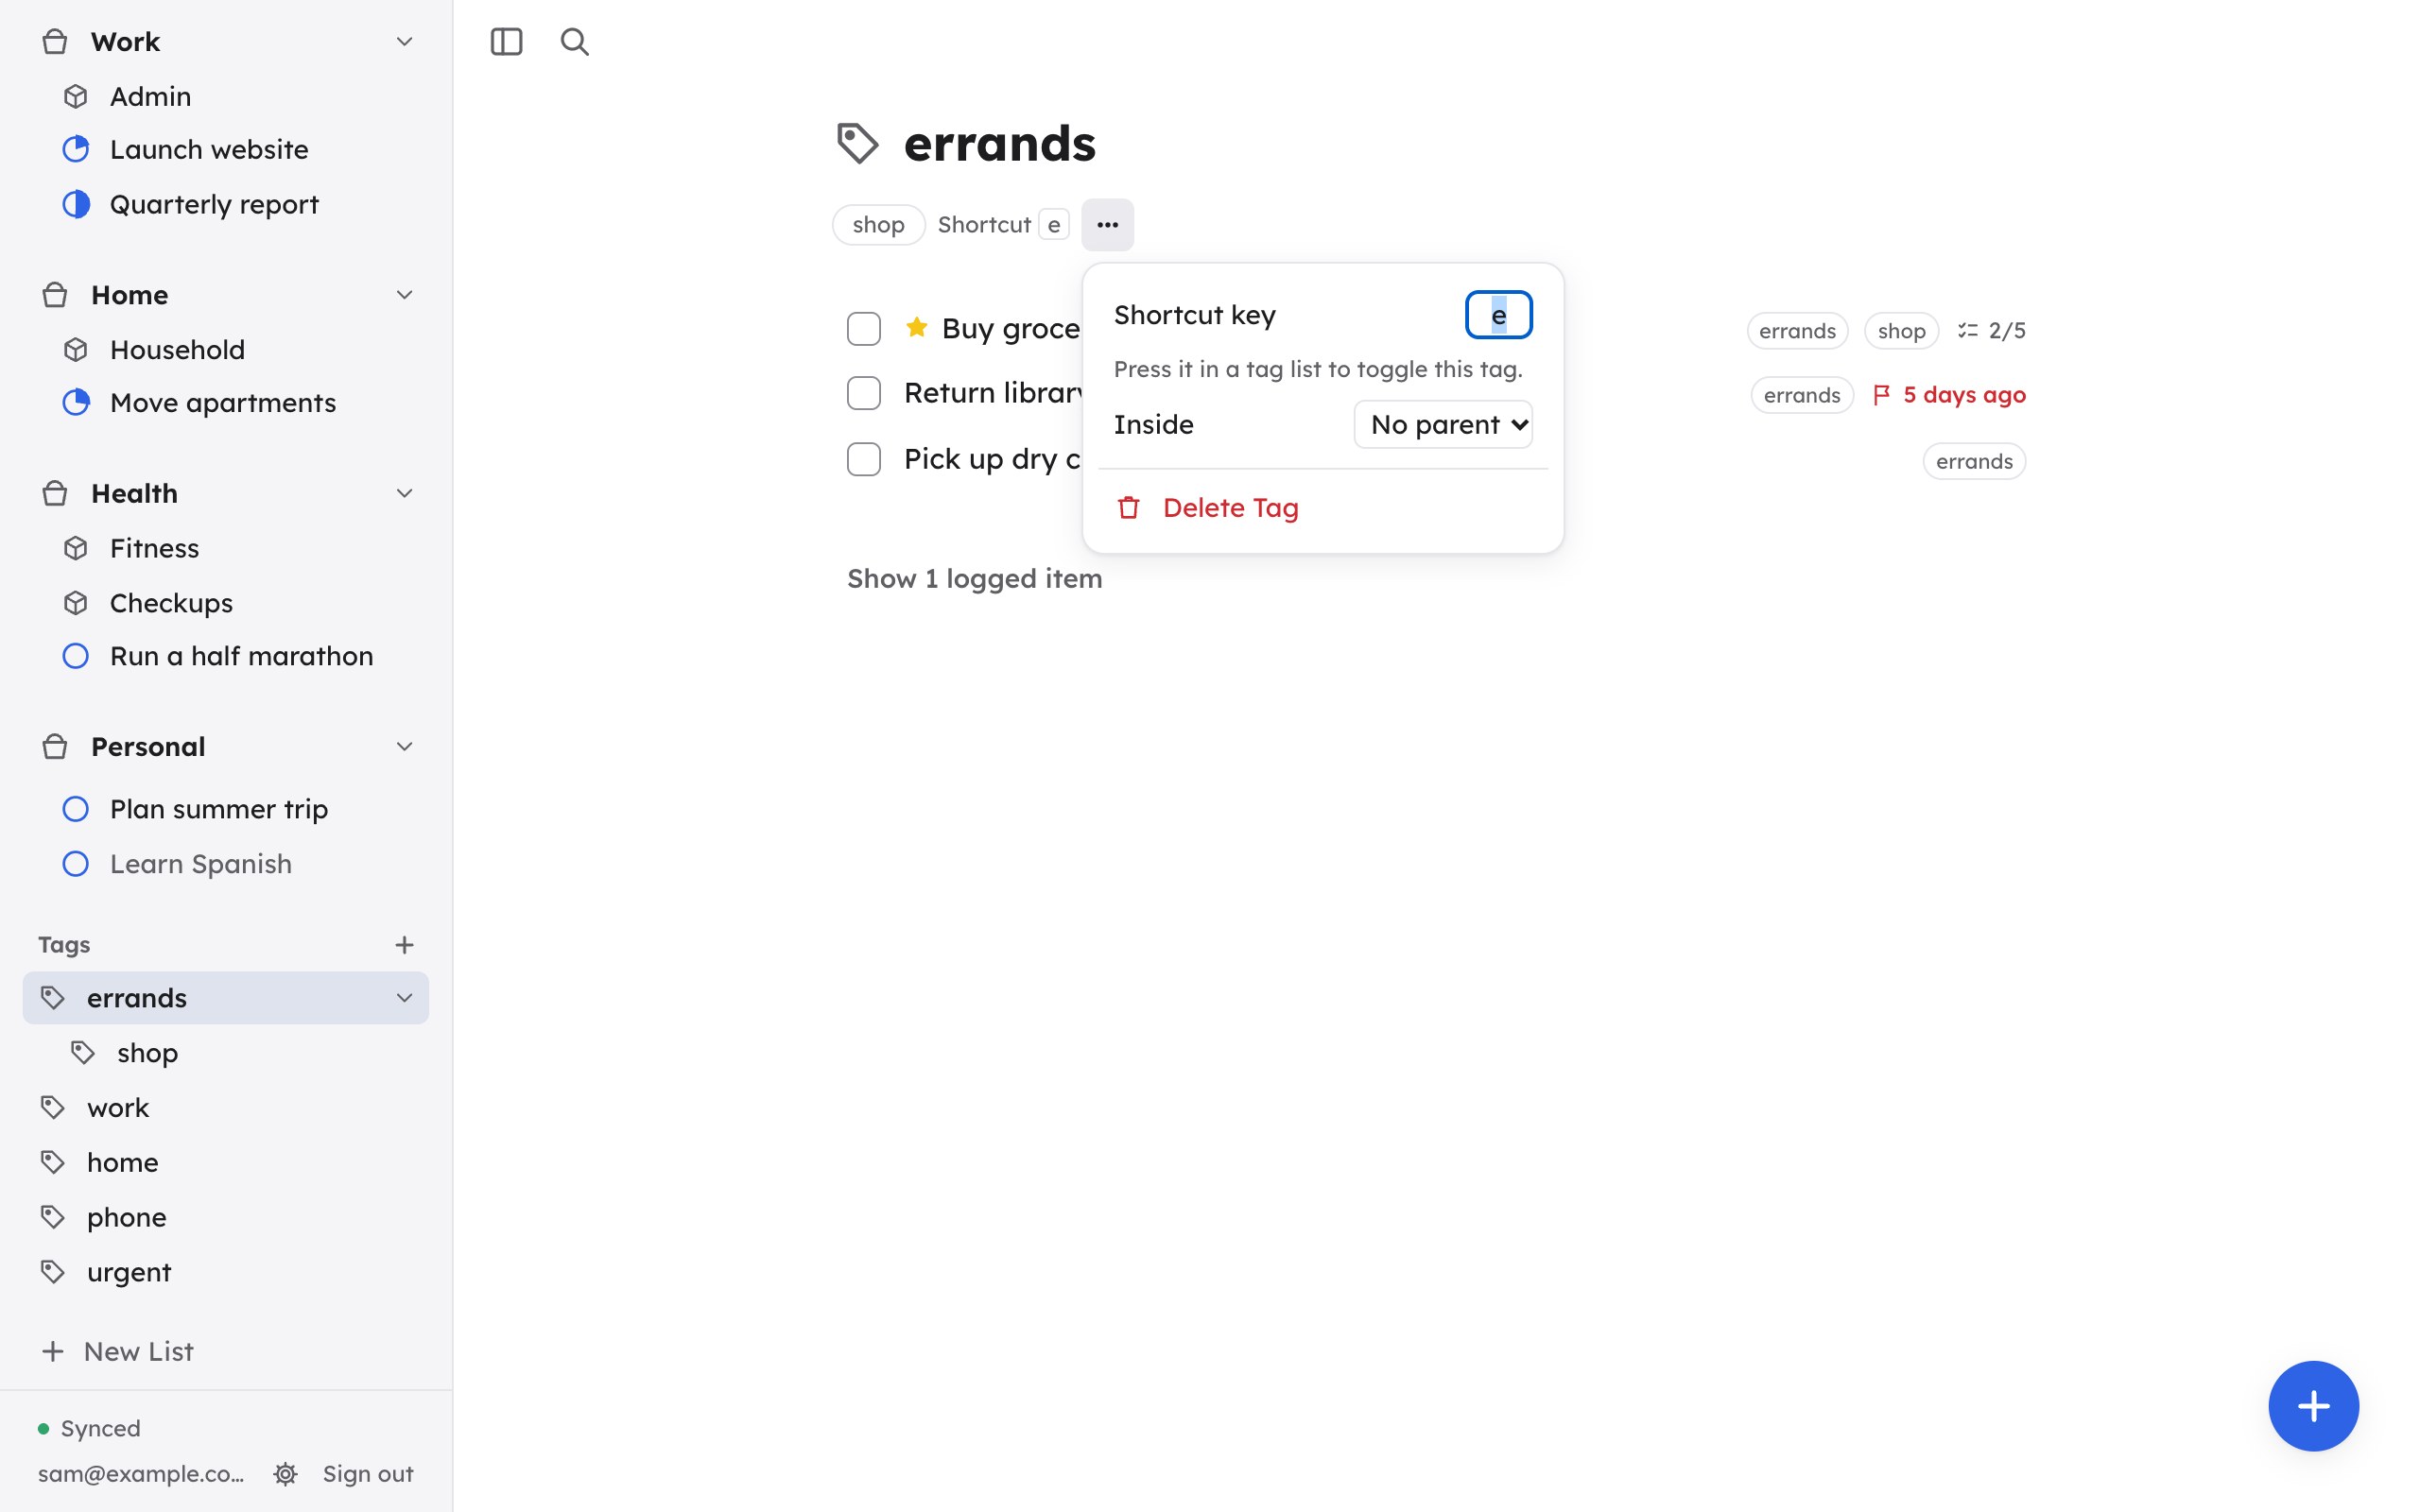 Work
Admin
Launch website
Quarterly report
Home
Household
Move apartments
Health
Fitness
Checkups
Run a half marathon
Personal
Plan summer trip
Learn Spanish
Tags
errands
shop
work
home
phone
urgent
New List
Synced
sam@example.co...
Sign out
errands
shop Shortcut e
Shortcut key e
Press it in a tag list to toggle this tag.
Inside No parent
Delete Tag
Buy groce errands shop 2/5
Return library errands 5 days ago
Pick up dry c errands
Show 1 logged item